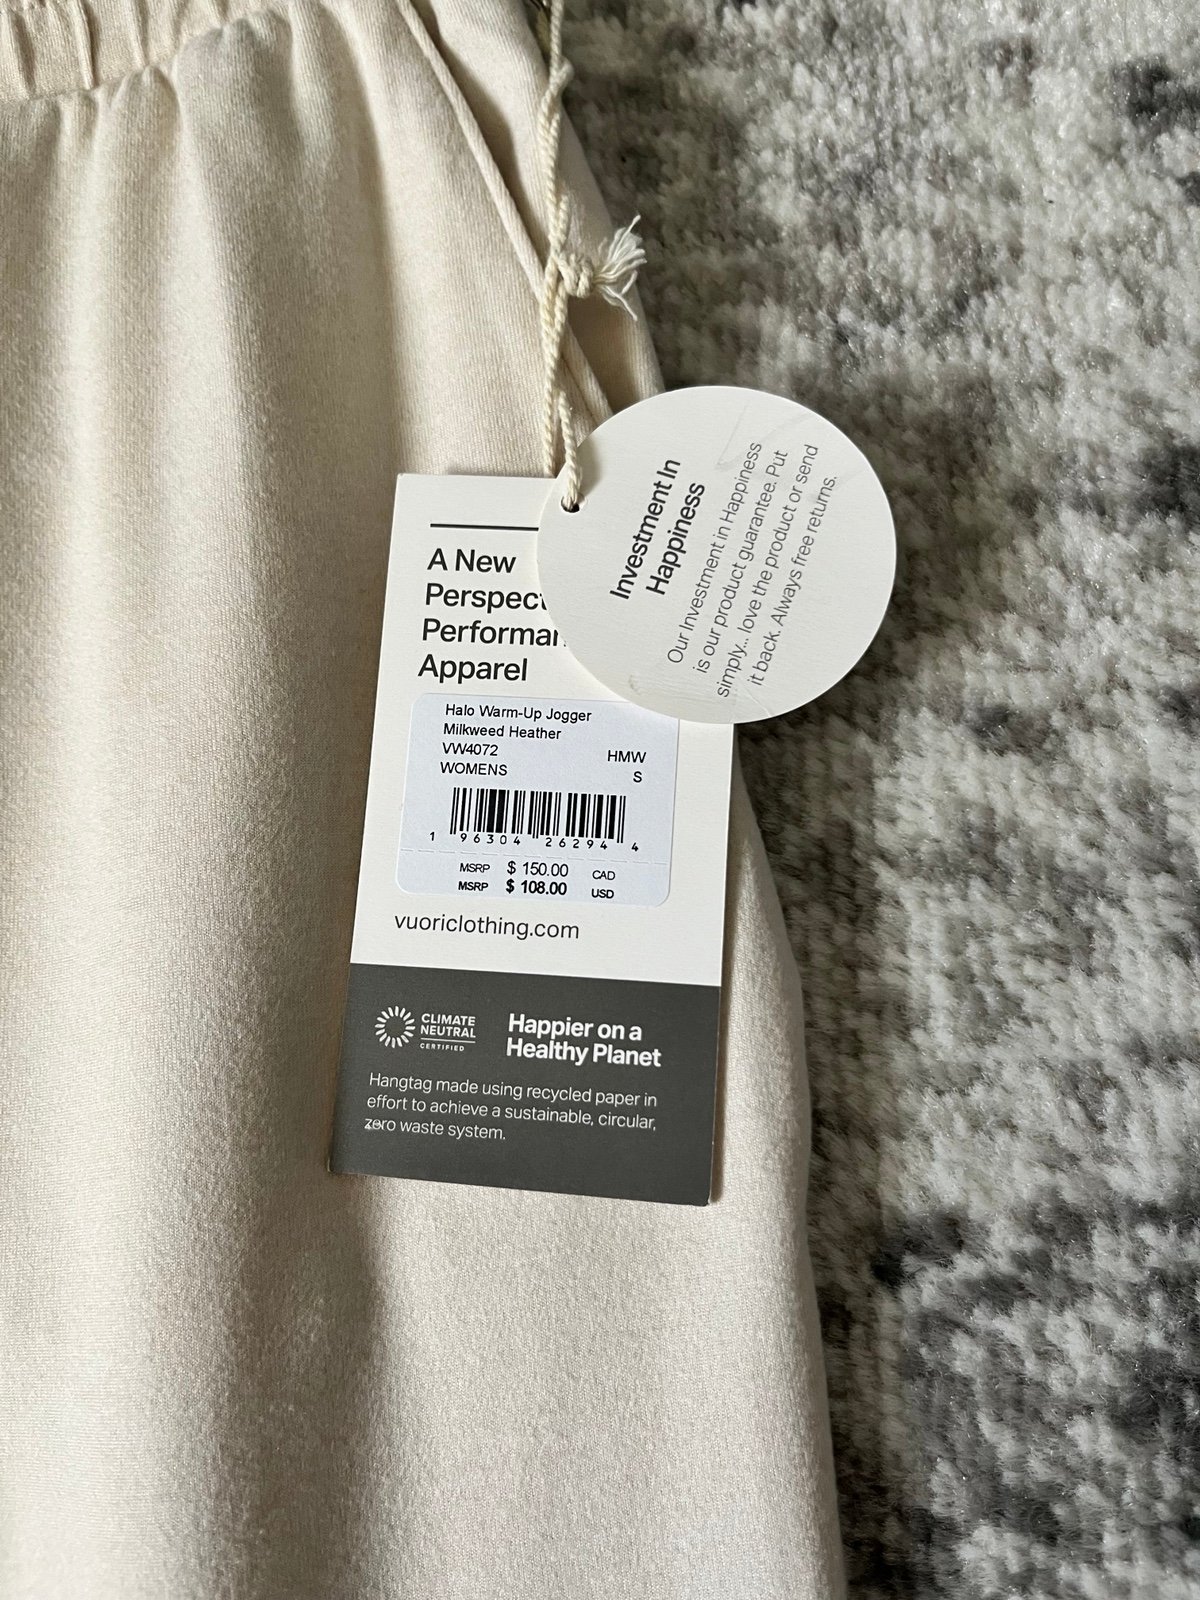 Investment In
Happiness
Our Investment in Happiness
is our product guarantee. Put
simply... love the product or send
it back. Always free returns.
A New
Performance
Apparel
Halo Warm-Up Jogger
Milkweed Heather
VW4072 HMW
WOMENS S
1 96304 26294 4
MSRP $ 150.00 CAD
MSRP $ 108.00 USD
vuoriclothing.com
CLIMATE
NEUTRAL
CERTIFIED
Happier on a
Healthy Planet
Hangtag made using recycled paper in
effort to achieve a sustainable, circular,
zero waste system.